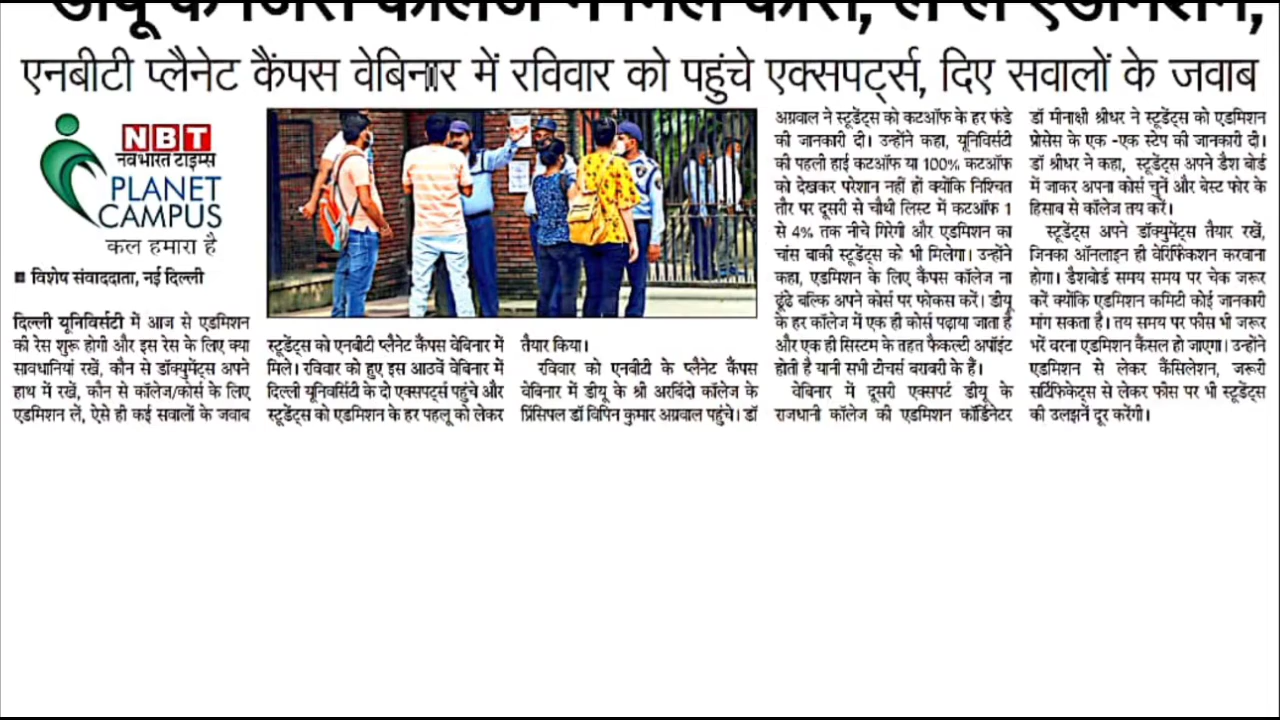 डीयू के जिस कॉलेज में मिले कोर्स, ले लें एडमिशन,
एनबीटी प्लैनेट कैंपस वेबिनार में रविवार को पहुंचे एक्सपर्ट्स, दिए सवालों के जवाब
NBT
नवभारत टाइम्स
PLANET
CAMPUS
कल हमारा है
■ विशेष संवाददाता, नई दिल्ली
दिल्ली यूनिवर्सिटी में आज से एडमिशन
की रेस शुरू होगी और इस रेस के लिए क्या
सावधानियां रखें, कौन से डॉक्युमेंट्स अपने
हाथ में रखें, कौन से कॉलेज/कोर्स के लिए
एडमिशन लें, ऐसे ही कई सवालों के जवाब
स्टूडेंट्स को एनबीटी प्लैनेट कैंपस वेबिनार में
मिले। रविवार को हुए इस आठवें वेबिनार में
दिल्ली यूनिवर्सिटी के दो एक्सपर्ट्स पहुंचे और
स्टूडेंट्स को एडमिशन के हर पहलू को लेकर
तैयार किया।
रविवार को एनबीटी के प्लैनेट कैंपस
वेबिनार में डीयू के श्री अरबिंदो कॉलेज के
प्रिंसिपल डॉ विपिन कुमार अग्रवाल पहुंचे। डॉ
अग्रवाल ने स्टूडेंट्स को कटऑफ के हर फंडे
की जानकारी दी। उन्होंने कहा, यूनिवर्सिटी
की पहली हाई कटऑफ या 100% कटऑफ
को देखकर परेशान नहीं हों क्योंकि निश्चित
तौर पर दूसरी से चौथी लिस्ट में कटऑफ 1
से 4% तक नीचे गिरेगी और एडमिशन का
चांस बाकी स्टूडेंट्स को भी मिलेगा। उन्होंने
कहा, एडमिशन के लिए कैंपस कॉलेज ना
ढूंढे बल्कि अपने कोर्स पर फोकस करें। डीयू
के हर कॉलेज में एक ही कोर्स पढ़ाया जाता है
और एक ही सिस्टम के तहत फैकल्टी अपॉइंट
होती है यानी सभी टीचर्स बराबरी के हैं।
वेबिनार में दूसरी एक्सपर्ट डीयू के
राजधानी कॉलेज की एडमिशन कॉर्डिनेटर
डॉ मीनाक्षी श्रीधर ने स्टूडेंट्स को एडमिशन
प्रोसेस के एक -एक स्टेप की जानकारी दी।
डॉ श्रीधर ने कहा, स्टूडेंट्स अपने डैश बोर्ड
में जाकर अपना कोर्स चुनें और बेस्ट फोर के
हिसाब से कॉलेज तय करें।
स्टूडेंट्स अपने डॉक्युमेंट्स तैयार रखें,
जिनका ऑनलाइन ही वेरिफिकशन करवाना
होगा। डैशबोर्ड समय समय पर चेक जरूर
करें क्योंकि एडमिशन कमिटी कोई जानकारी
मांग सकता है। तय समय पर फीस भी जरूर
भरें वरना एडमिशन कैंसल हो जाएगा। उन्होंने
एडमिशन से लेकर कैंसिलेशन, जरूरी
सर्टिफिकेट्स से लेकर फीस पर भी स्टूडेंट्स
की उलझनें दूर करेंगी।